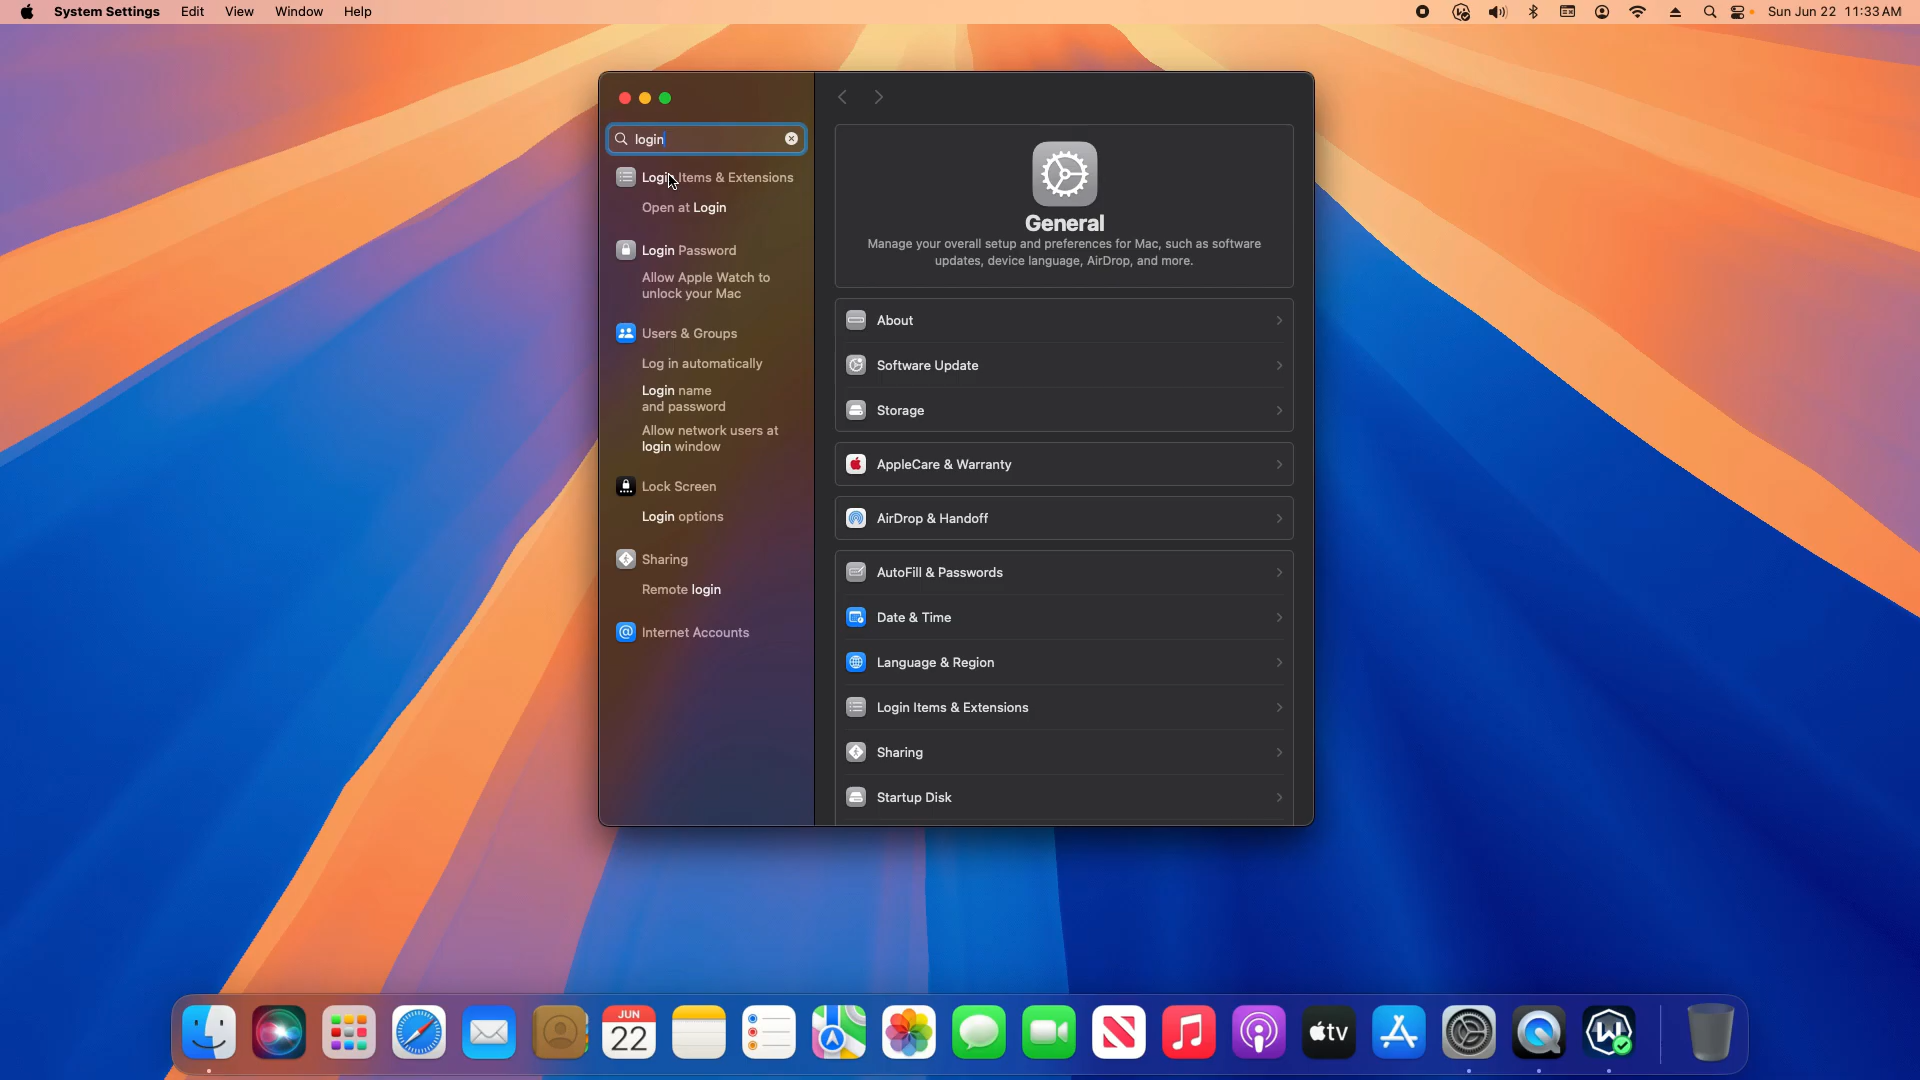 System Settings Edit View Window Help
Sun Jun 22 11:33 AM
login
Login Items & Extensions
Open at Login
Login Password
Allow Apple Watch to
unlock your Mac
Users & Groups
Log in automatically
Login name
and password
Allow network users at
login window
Lock Screen
Login options
Sharing
Remote login
Internet Accounts
General
Manage your overall setup and preferences for Mac, such as software
updates, device language, AirDrop, and more.
About
Software Update
Storage
AppleCare & Warranty
AirDrop & Handoff
AutoFill & Passwords
Date & Time
Language & Region
Login Items & Extensions
Sharing
Startup Disk
JUN
22
tv